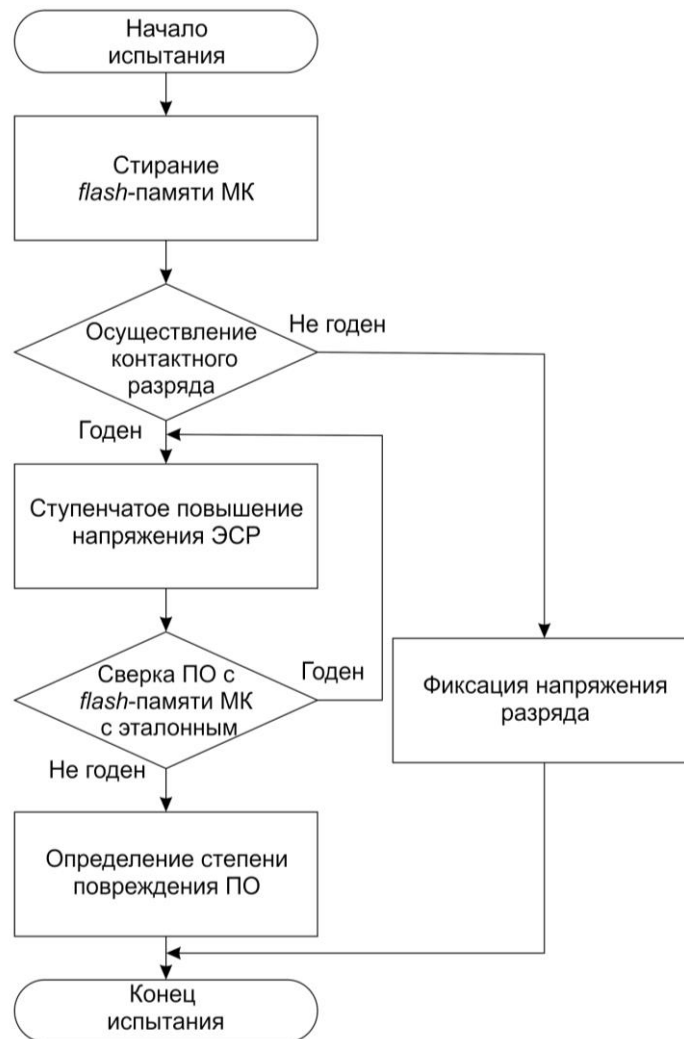 Начало
испытания
Стирание
flash-памяти МК
Осуществление
контактного
разряда
Не годен
Годен
Ступенчатое повышение
напряжения ЭСР
Сверка ПО с
flash-памяти МК
с эталонным
Годен
Не годен
Фиксация напряжения
разряда
Определение степени
повреждения ПО
Конец
испытания